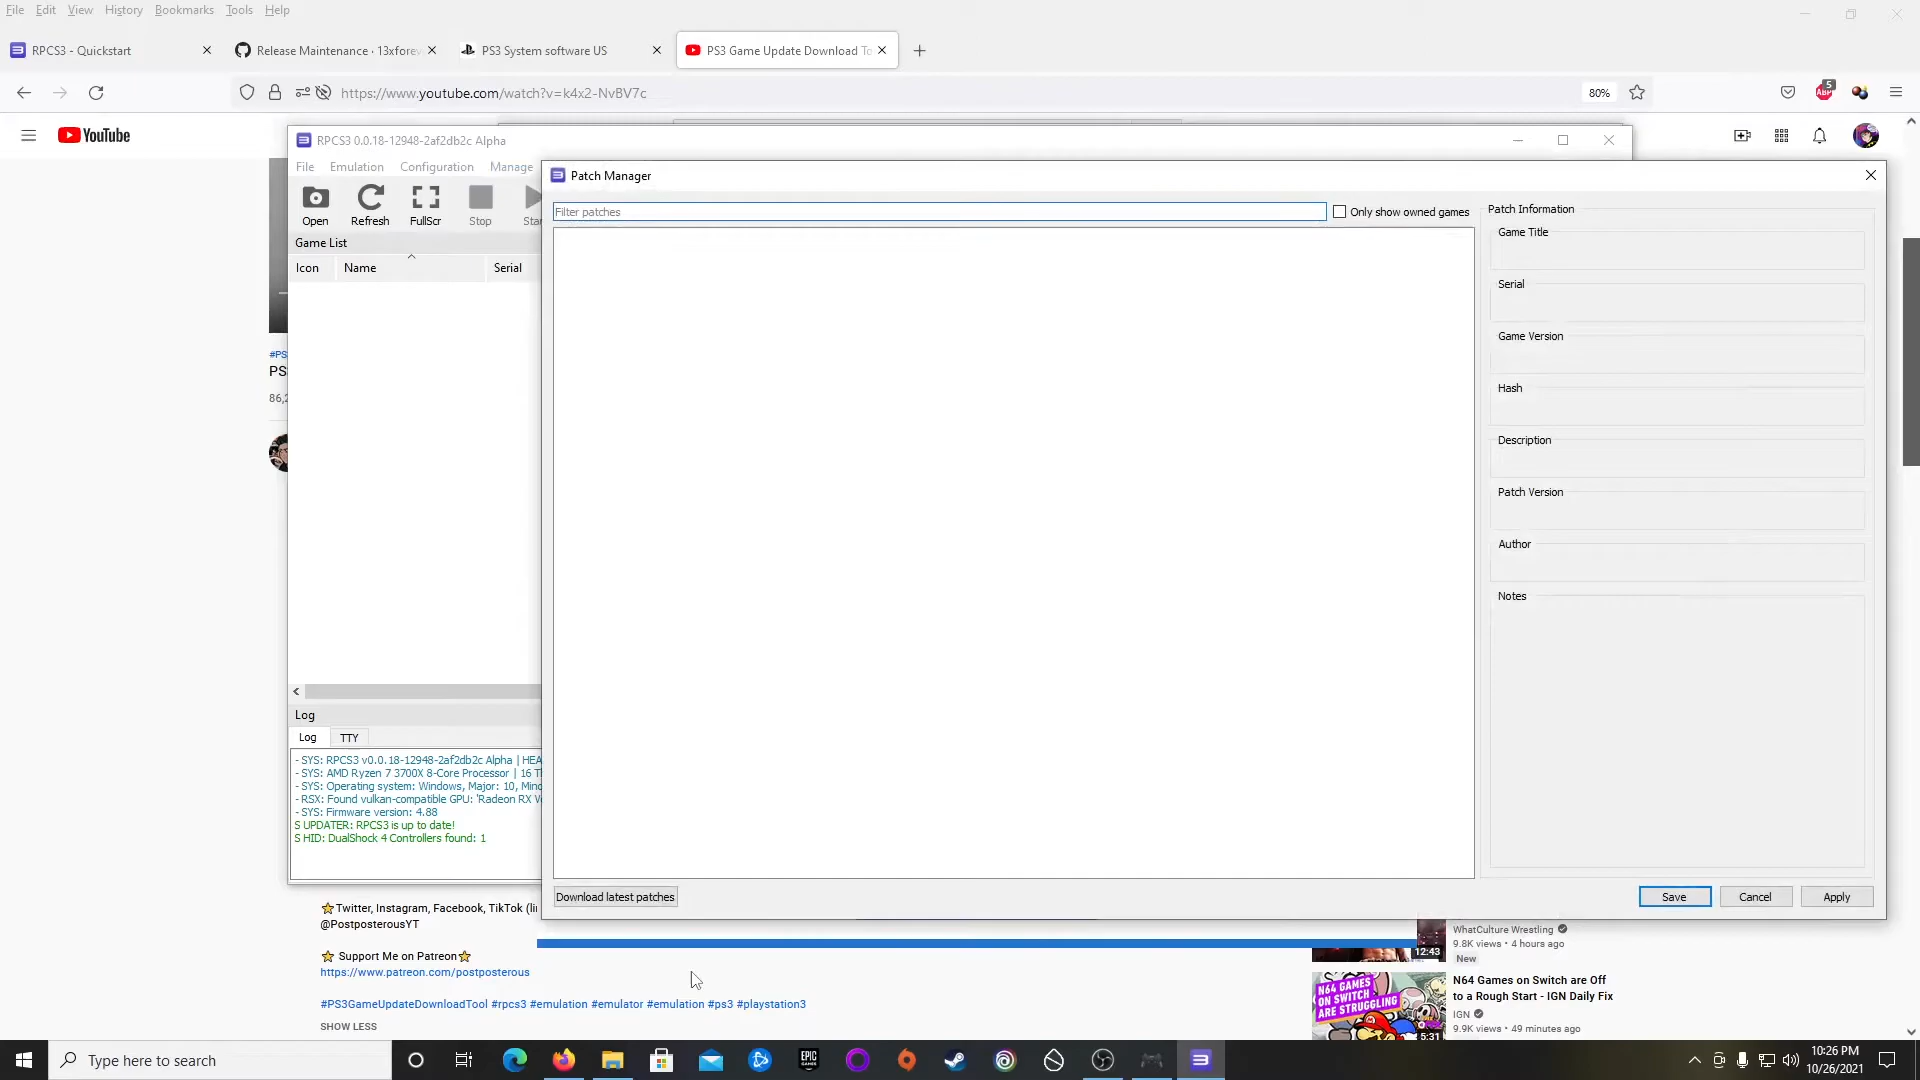 File Edit View History Bookmarks Tools Help
RPCS3 - Quickstart
Release Maintenance · 13xforev
PS3 System software US
PS3 Game Update Download To
https://www.youtube.com/watch?v=k4x2-NvBV7c
80%
ABP
5
YouTube
RPCS3 0.0.18-12948-2af2db2c Alpha
File Emulation Configuration Manage
Open Refresh FullScr Stop Star
Game List
Icon Name Serial
Patch Manager
Filter patches
Only show owned games
Patch Information
Game Title
Serial
Game Version
Hash
Description
Patch Version
Author
Notes
Download latest patches
Save Cancel Apply
#PS
PS
86,2
Log
Log TTY
- SYS: RPCS3 v0.0.18-12948-2af2db2c Alpha | HEA
- SYS: AMD Ryzen 7 3700X 8-Core Processor | 16 T
- SYS: Operating system: Windows, Major: 10, Mino
- RSX: Found vulkan-compatible GPU: 'Radeon RX V
- SYS: Firmware version: 4.88
S UPDATER: RPCS3 is up to date!
S HID: DualShock 4 Controllers found: 1
⭐Twitter, Instagram, Facebook, TikTok (li
@PostposterousYT
⭐ Support Me on Patreon⭐
https://www.patreon.com/postposterous
#PS3GameUpdateDownloadTool #rpcs3 #emulation #emulator #emulation #ps3 #playstation3
SHOW LESS
12:43
WhatCulture Wrestling
9.8K views • 4 hours ago
New
N64 GAMES
ON SWITCH
ARE STRUGGLING
5:31
N64 Games on Switch are Off
to a Rough Start - IGN Daily Fix
IGN
9.9K views • 49 minutes ago
Type here to search
EPIC
GAMES
10:26 PM
10/26/2021